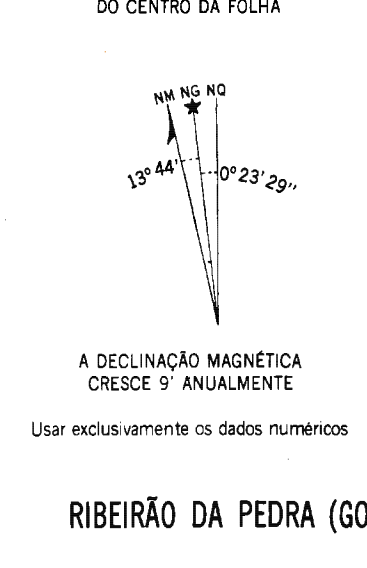 DO CENTRO DA FOLHA
NM NG NQ
13° 44' 0° 23' 29"
A DECLINAÇÃO MAGNÉTICA
CRESCE 9' ANUALMENTE
Usar exclusivamente os dados numéricos
RIBEIRÃO DA PEDRA (GO